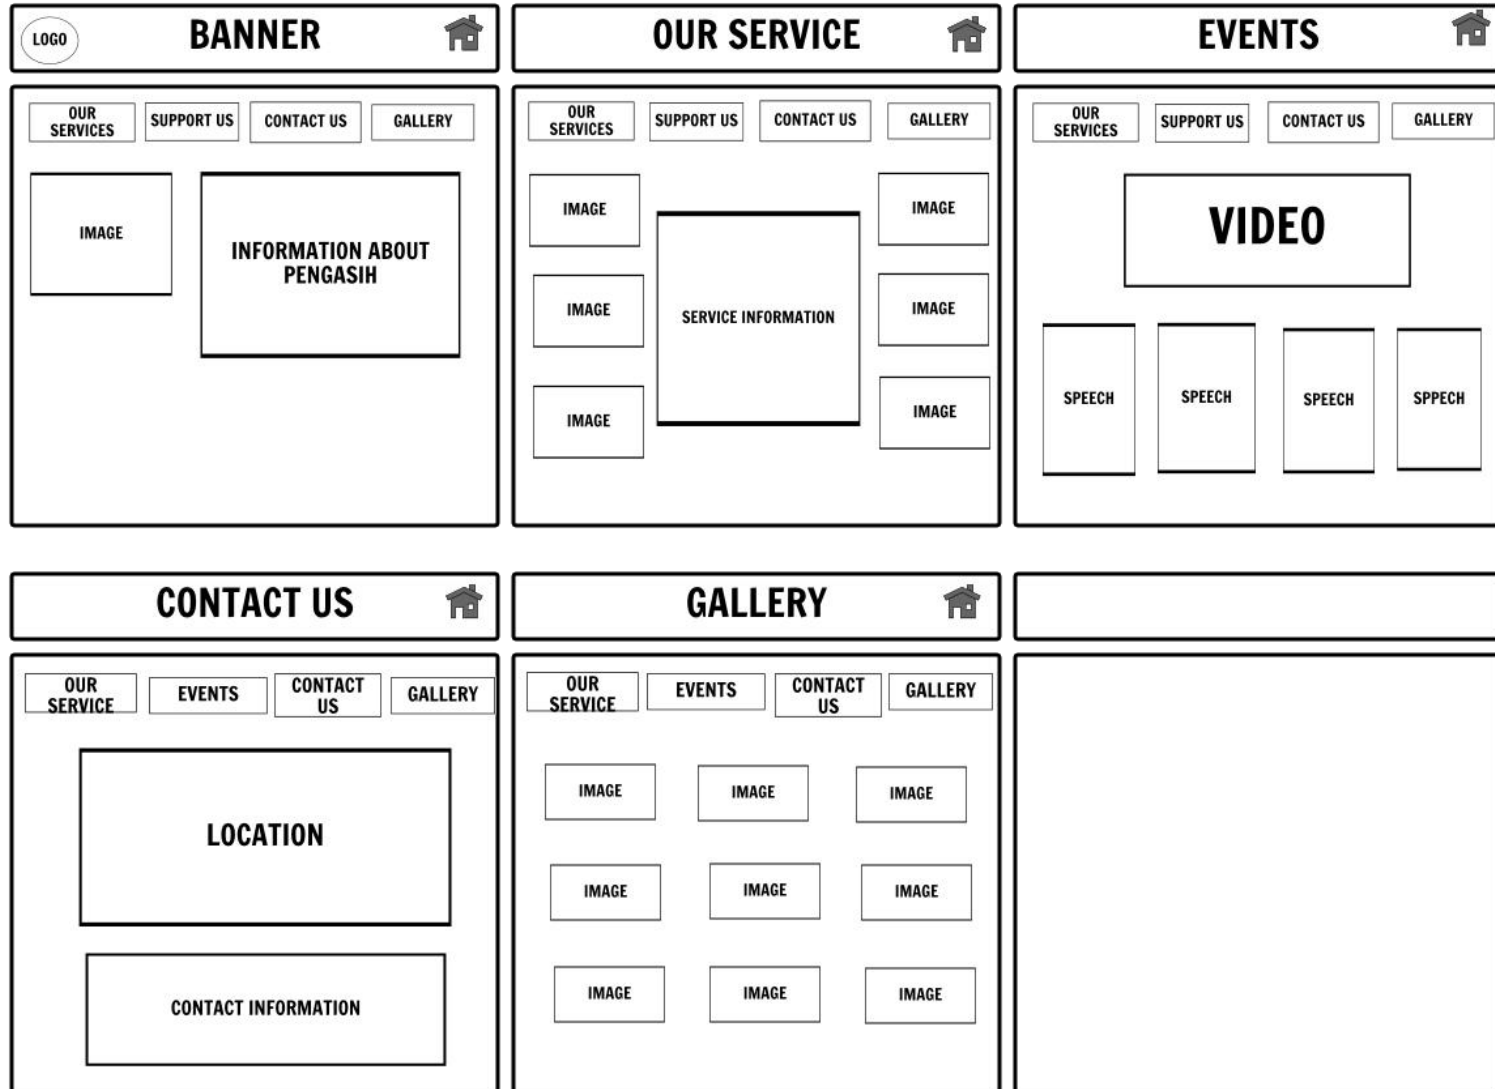 LOGO
BANNER
OUR
SERVICES
SUPPORT US
CONTACT US
GALLERY
IMAGE
INFORMATION ABOUT
PENGASIH
OUR SERVICE
OUR
SERVICES
SUPPORT US
CONTACT US
GALLERY
IMAGE
IMAGE
IMAGE
SERVICE INFORMATION
IMAGE
IMAGE
IMAGE
EVENTS
OUR
SERVICES
SUPPORT US
CONTACT US
GALLERY
VIDEO
SPEECH
SPEECH
SPEECH
SPPECH
CONTACT US
OUR
SERVICE
EVENTS
CONTACT
US
GALLERY
LOCATION
CONTACT INFORMATION
GALLERY
OUR
SERVICE
EVENTS
CONTACT
US
GALLERY
IMAGE
IMAGE
IMAGE
IMAGE
IMAGE
IMAGE
IMAGE
IMAGE
IMAGE